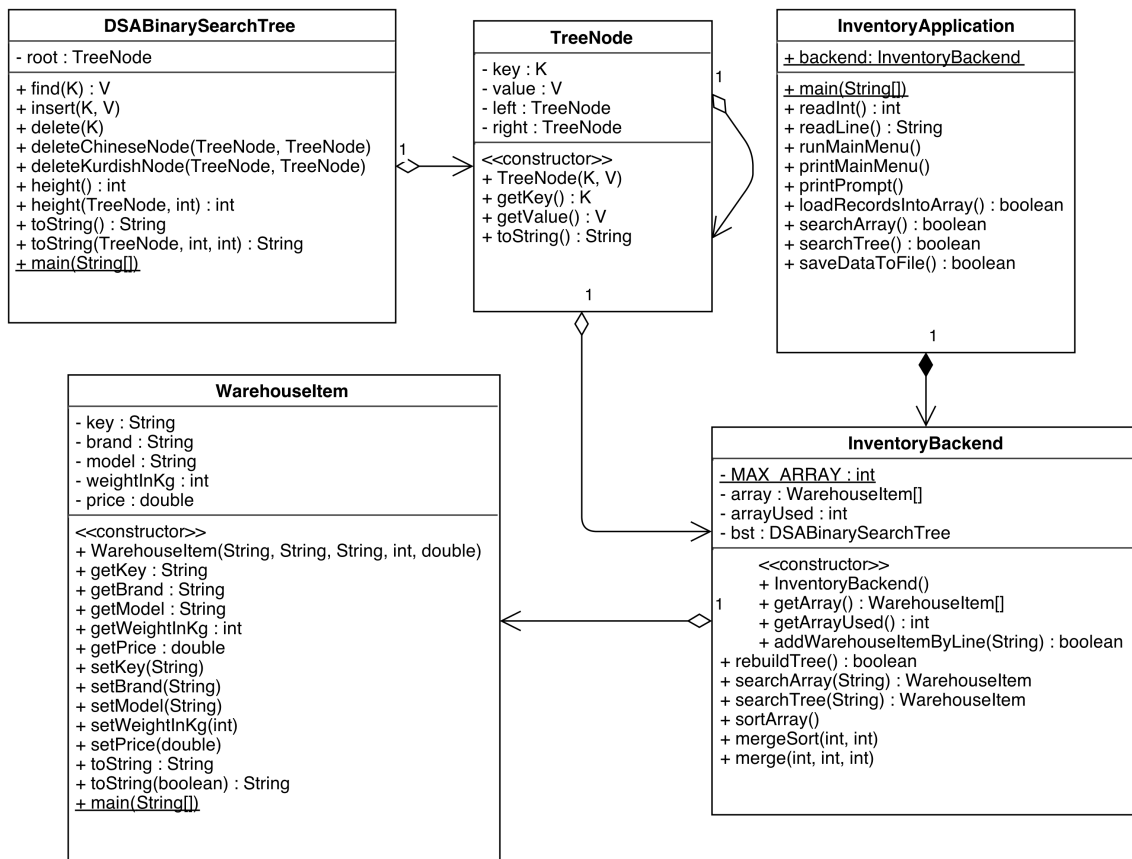 DSABinarySearchTree
- root : TreeNode
+ find(K) : V
+ insert(K, V)
+ delete(K)
+ deleteChineseNode(TreeNode, TreeNode)
+ deleteKurdishNode(TreeNode, TreeNode)
+ height() : int
+ height(TreeNode, int) : int
+ toString() : String
+ toString(TreeNode, int, int) : String
+ main(String[])
1
TreeNode
- key : K
- value : V
- left : TreeNode
- right : TreeNode
<<constructor>>
+ TreeNode(K, V)
+ getKey() : K
+ getValue() : V
+ toString() : String
1
1
InventoryApplication
+ backend: InventoryBackend
+ main(String[])
+ readInt() : int
+ readLine() : String
+ runMainMenu()
+ printMainMenu()
+ printPrompt()
+ loadRecordsIntoArray() : boolean
+ searchArray() : boolean
+ searchTree() : boolean
+ saveDataToFile() : boolean
1
WarehouseItem
- key : String
- brand : String
- model : String
- weightInKg : int
- price : double
<<constructor>>
+ WarehouseItem(String, String, String, int, double)
+ getKey : String
+ getBrand : String
+ getModel : String
+ getWeightInKg : int
+ getPrice : double
+ setKey(String)
+ setBrand(String)
+ setModel(String)
+ setWeightInKg(int)
+ setPrice(double)
+ toString : String
+ toString(boolean) : String
+ main(String[])
InventoryBackend
- MAX_ARRAY : int
- array : WarehouseItem[]
- arrayUsed : int
- bst : DSABinarySearchTree
<<constructor>>
+ InventoryBackend()
1
+ getArray() : WarehouseItem[]
+ getArrayUsed() : int
+ addWarehouseItemByLine(String) : boolean
+ rebuildTree() : boolean
+ searchArray(String) : WarehouseItem
+ searchTree(String) : WarehouseItem
+ sortArray()
+ mergeSort(int, int)
+ merge(int, int, int)